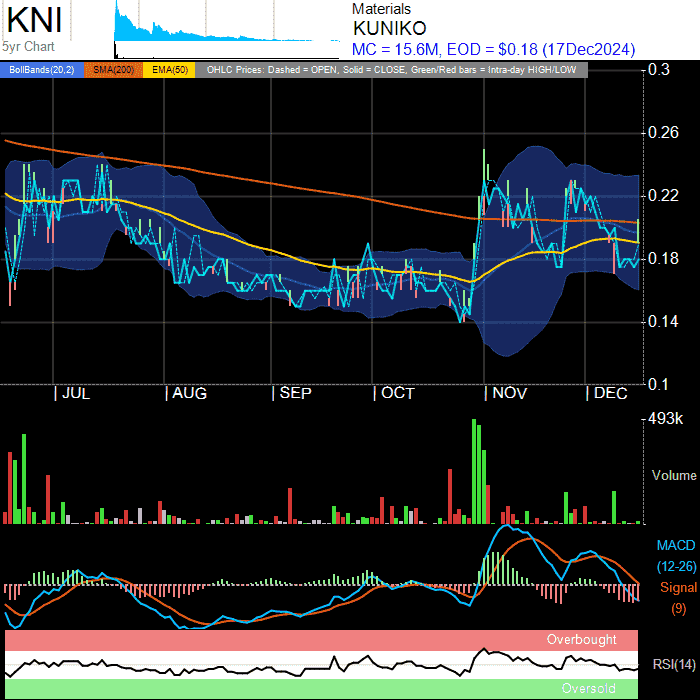 KNI
5yr Chart
Materials
KUNIKO
MC = 15.6M, EOD = $0.18 (17Dec2024)
BollBands(20,2) SMA(200) EMA(50) OHLC Prices: Dashed = OPEN, Solid = CLOSE, Green/Red bars = Intra-day HIGH/LOW
0.3
0.26
0.22
0.18
0.14
0.1
| JUL | AUG | SEP | OCT | NOV | DEC
493k
Volume
MACD
(12-26)
Signal
(9)
Overbought
RSI(14)
Oversold